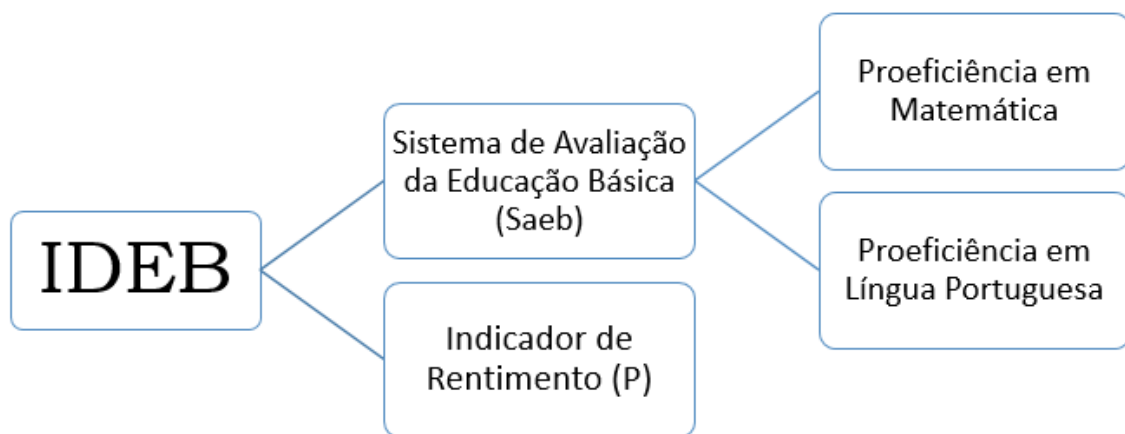 IDEB
Sistema de Avaliação
da Educação Básica
(Saeb)
Indicador de
Rentimento (P)
Proeficiência em
Matemática
Proeficiência em
Língua Portuguesa